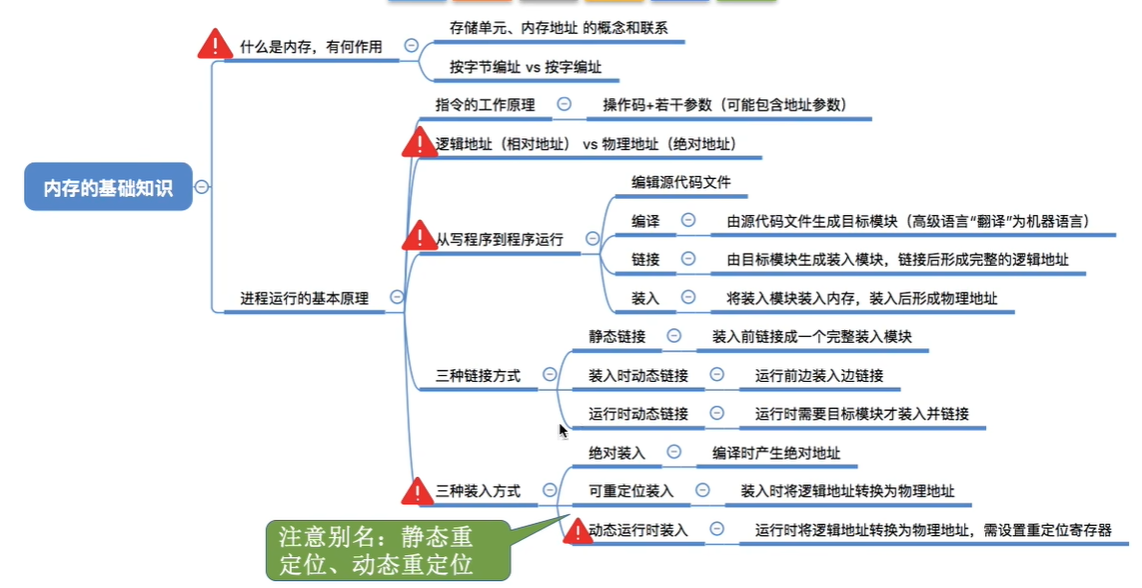 存储单元、内存地址 的概念和联系
什么是内存，有何作用
按字节编址 vs 按字编址
指令的工作原理
操作码+若干参数（可能包含地址参数）
逻辑地址（相对地址） vs 物理地址（绝对地址）
编辑源代码文件
内存的基础知识
编译
由源代码文件生成目标模块（高级语言“翻译”为机器语言）
从写程序到程序运行
链接
由目标模块生成装入模块，链接后形成完整的逻辑地址
进程运行的基本原理
装入
将装入模块装入内存，装入后形成物理地址
静态链接
装入前链接成一个完整装入模块
三种链接方式
装入时动态链接
运行前边装入边链接
运行时动态链接
运行时需要目标模块才装入并链接
绝对装入
编译时产生绝对地址
三种装入方式
可重定位装入
装入时将逻辑地址转换为物理地址
动态运行时装入
运行时将逻辑地址转换为物理地址，需设置重定位寄存器
注意别名：静态重
定位、动态重定位